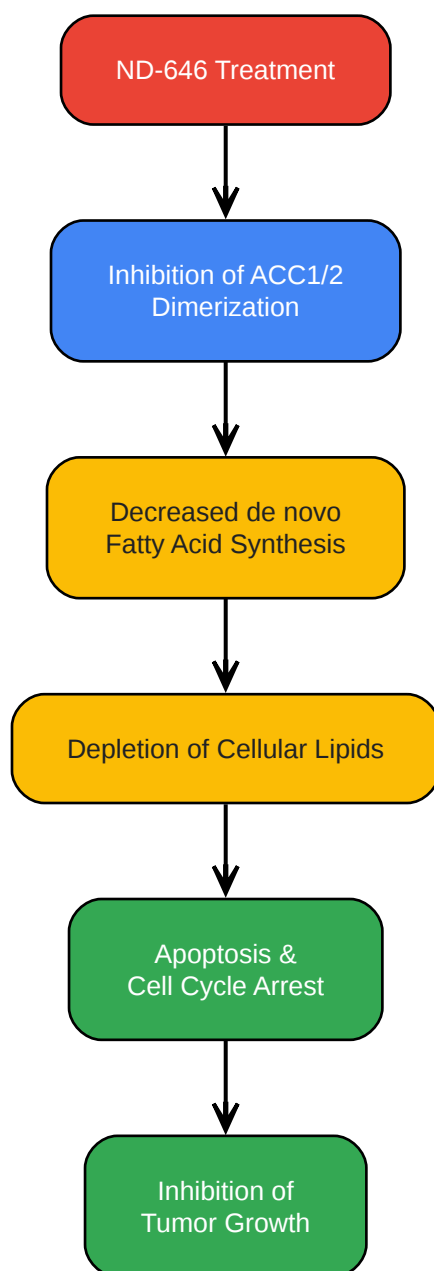 ND-646 Treatment
Inhibition of ACC1/2
Dimerization
Decreased de novo
Fatty Acid Synthesis
Depletion of Cellular Lipids
Apoptosis &
Cell Cycle Arrest
Inhibition of
Tumor Growth